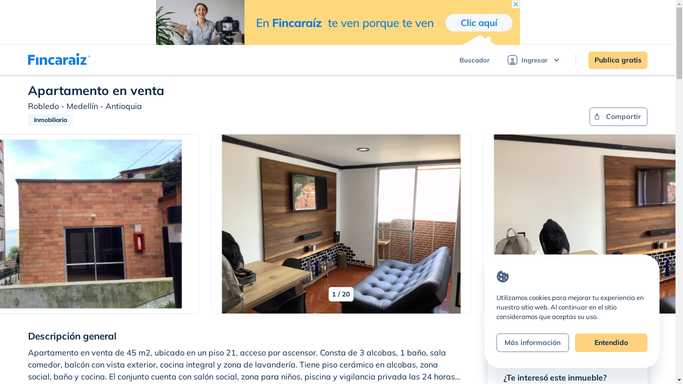 En Fincaraíz te ven porque te ven
Clic aquí
Fincaraiz
Buscador
Ingresar
Publica gratis
Apartamento en venta
Robledo - Medellín - Antioquia
Inmobiliaria
Compartir
1 / 20
Utilizamos cookies para mejorar tu experiencia en
nuestro sitio web. Al continuar en el sitio
consideramos que aceptas su uso.
Más información
Entendido
Descripción general
Apartamento en venta de 45 m2, ubicado en un piso 21, acceso por ascensor. Consta de 3 alcobas, 1 baño, sala
comedor, balcón con vista exterior, cocina integral y zona de lavandería. Tiene piso cerámico en alcobas, zona
social, baño y cocina. El conjunto cuenta con salón social, zona para niños, piscina y vigilancia privada las 24 horas...
¿Te interesó este inmueble?